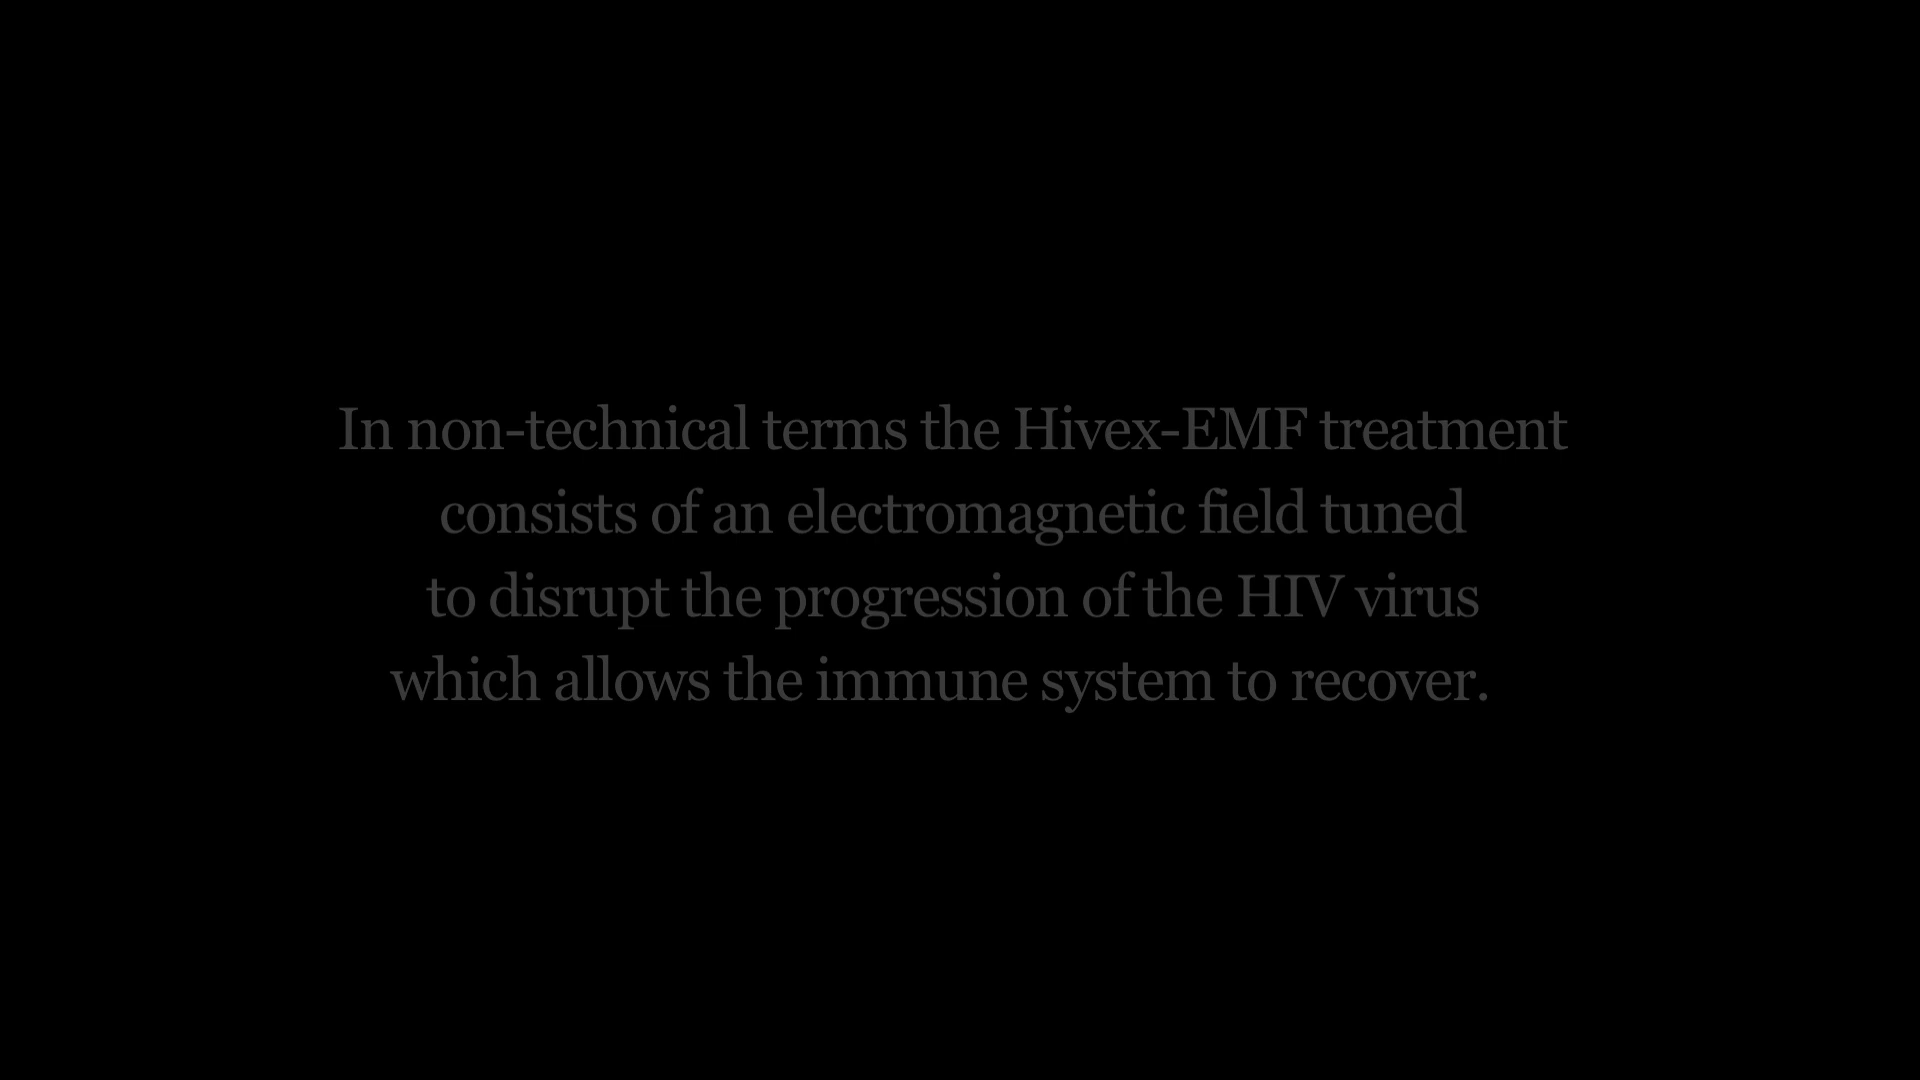 In non-technical terms the Hivex-EMF treatment
consists of an electromagnetic field tuned
to disrupt the progression of the HIV virus
which allows the immune system to recover.